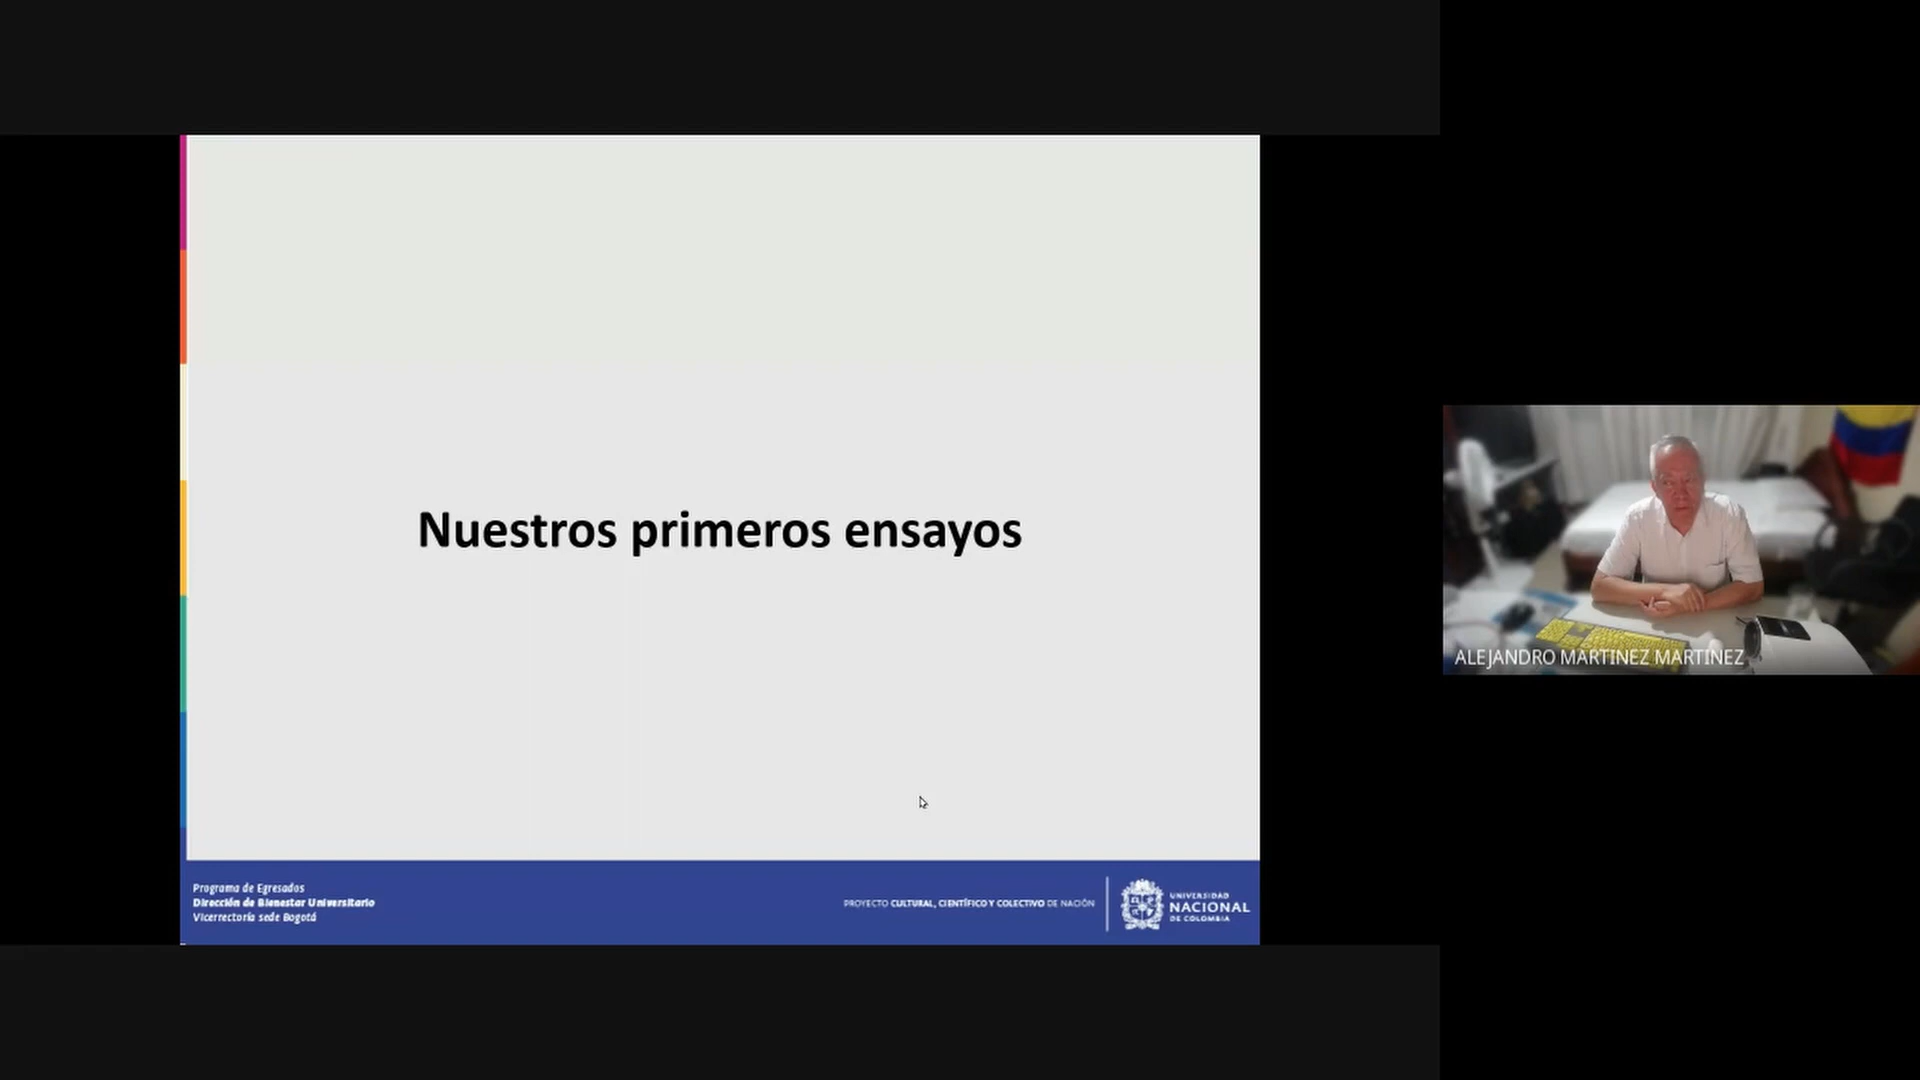 Nuestros primeros ensayos
Programa de Egresados
Dirección de Bienestar Universitario
Vicerrectoría sede Bogotá
PROYECTO CULTURAL, CIENTÍFICO Y COLECTIVO DE NACIÓN
UNIVERSIDAD
NACIONAL
DE COLOMBIA
ALEJANDRO MARTINEZ MARTINEZ